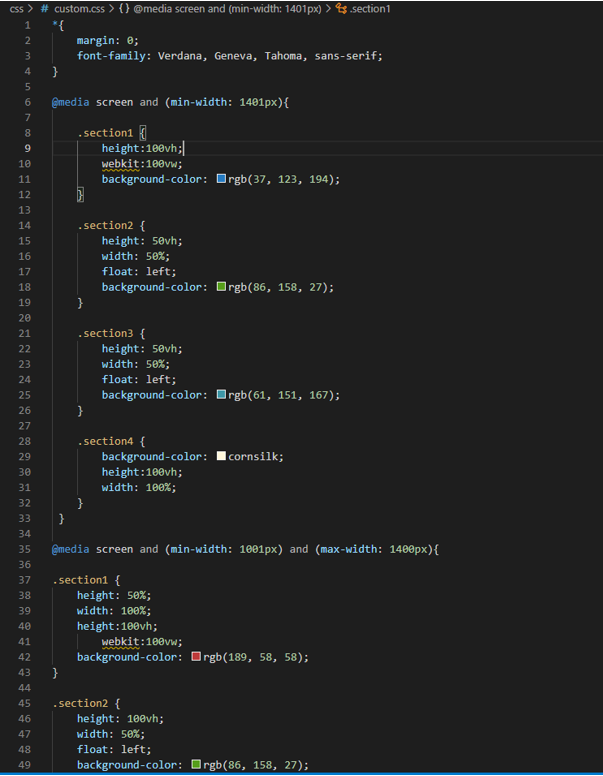 css > # custom.css > {} @media screen and (min-width: 1401px) > .section1
1 *{
2 margin: 0;
3 font-family: Verdana, Geneva, Tahoma, sans-serif;
4 }
5
6 @media screen and (min-width: 1401px){
7
8 .section1 {
9 height:100vh;
10 webkit:100vw;
11 background-color: rgb(37, 123, 194);
12 }
13
14 .section2 {
15 height: 50vh;
16 width: 50%;
17 float: left;
18 background-color: rgb(86, 158, 27);
19 }
20
21 .section3 {
22 height: 50vh;
23 width: 50%;
24 float: left;
25 background-color: rgb(61, 151, 167);
26 }
27
28 .section4 {
29 background-color: cornsilk;
30 height:100vh;
31 width: 100%;
32 }
33 }
34
35 @media screen and (min-width: 1001px) and (max-width: 1400px){
36
37 .section1 {
38 height: 50%;
39 width: 100%;
40 height:100vh;
41 webkit:100vw;
42 background-color: rgb(189, 58, 58);
43 }
44
45 .section2 {
46 height: 100vh;
47 width: 50%;
48 float: left;
49 background-color: rgb(86, 158, 27);